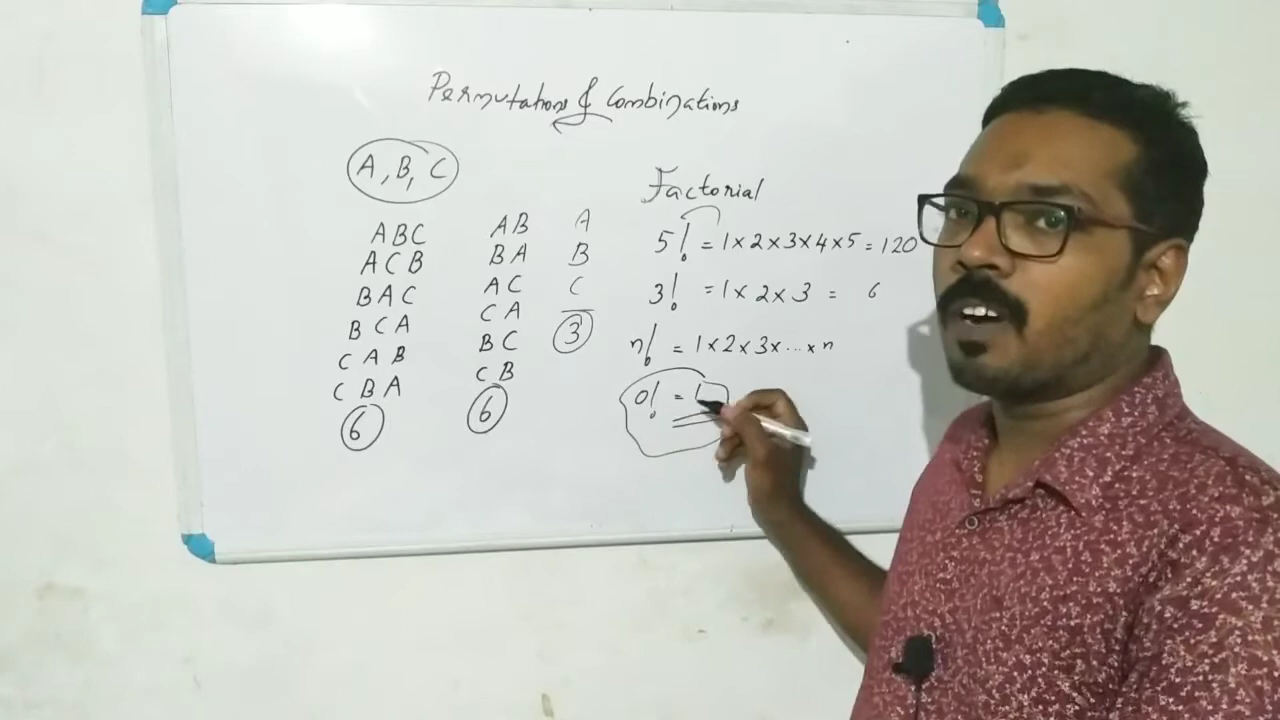 Permutations & Combinations
A, B, C
ABC
ACB
BAC
BCA
CAB
CBA
6
AB
BA
AC
CA
BC
CB
6
A
B
C
3
Factorial
5! = 1×2×3×4×5 = 120
3! = 1×2×3 = 6
n! = 1×2×3×...×n
0! = 1